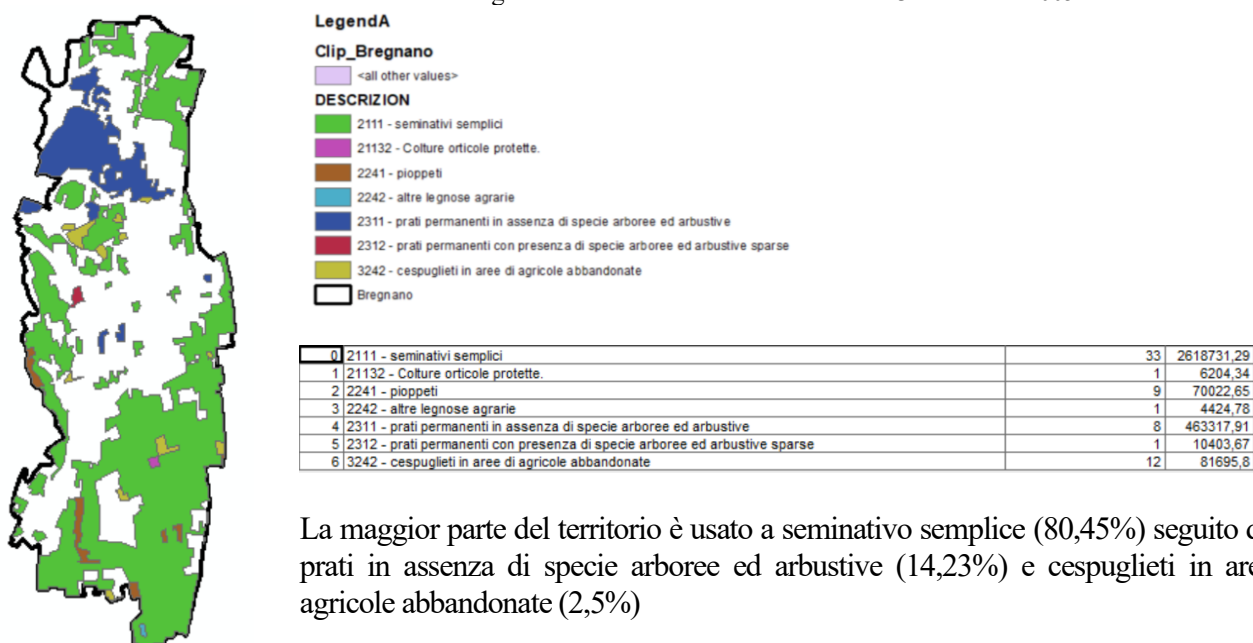 LegendA
Clip_Bregnano
<all other values>
DESCRIZION
2111 - seminativi semplici
21132 - Colture orticole protette.
2241 - pioppeti
2242 - altre legnose agrarie
2311 - prati permanenti in assenza di specie arboree ed arbustive
2312 - prati permanenti con presenza di specie arboree ed arbustive sparse
3242 - cespuglieti in aree di agricole abbandonate
Bregnano
0 2111 - seminativi semplici 33 2618731,29
1 21132 - Colture orticole protette. 1 6204,34
2 2241 - pioppeti 9 70022,65
3 2242 - altre legnose agrarie 1 4424,78
4 2311 - prati permanenti in assenza di specie arboree ed arbustive 8 463317,91
5 2312 - prati permanenti con presenza di specie arboree ed arbustive sparse 1 10403,67
6 3242 - cespuglieti in aree di agricole abbandonate 12 81695,8
La maggior parte del territorio è usato a seminativo semplice (80,45%) seguito
prati in assenza di specie arboree ed arbustive (14,23%) e cespuglieti in
agricole abbandonate (2,5%)